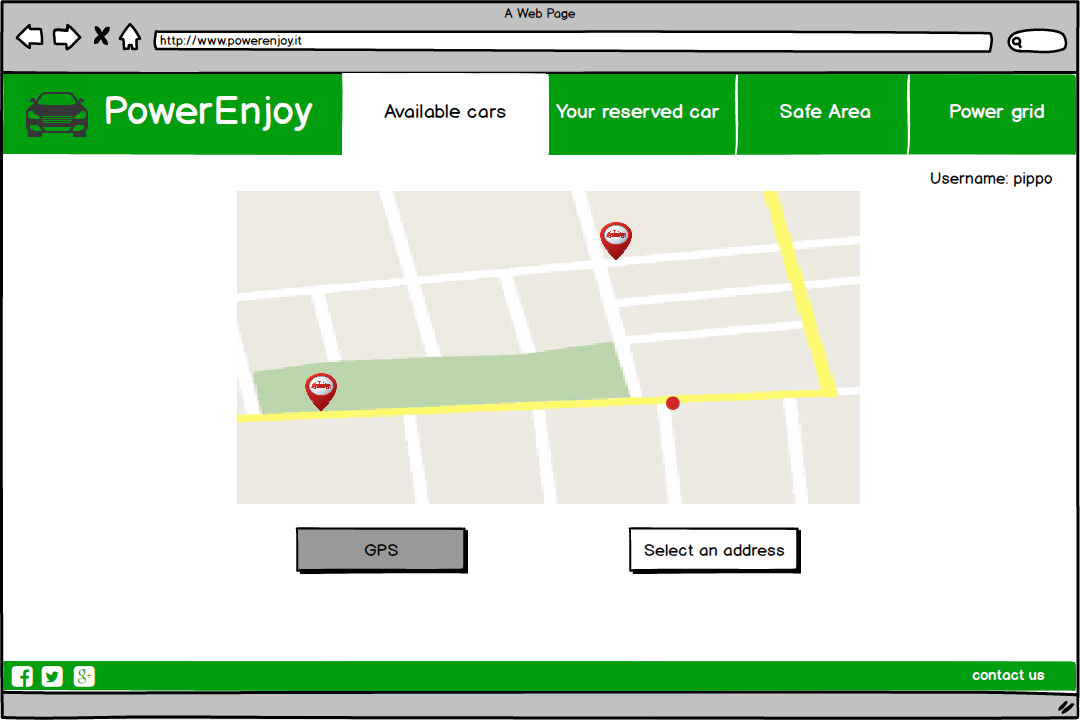 A Web Page
http://www.powerenjoy.it
PowerEnjoy
Available cars
Your reserved car
Safe Area
Power grid
Username: pippo
GPS
Select an address
contact us